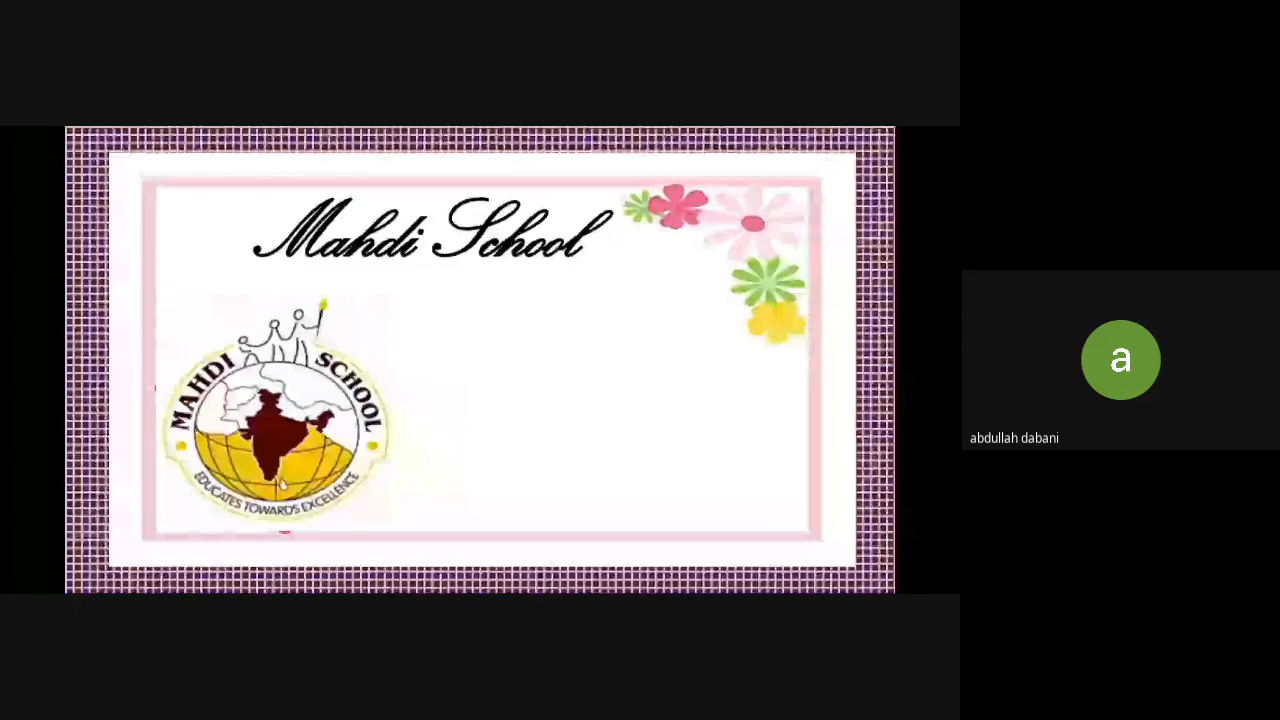 Mahdi School
MAHDI SCHOOL
EDUCATES TOWARDS EXCELLENCE
a
abdullah dabani